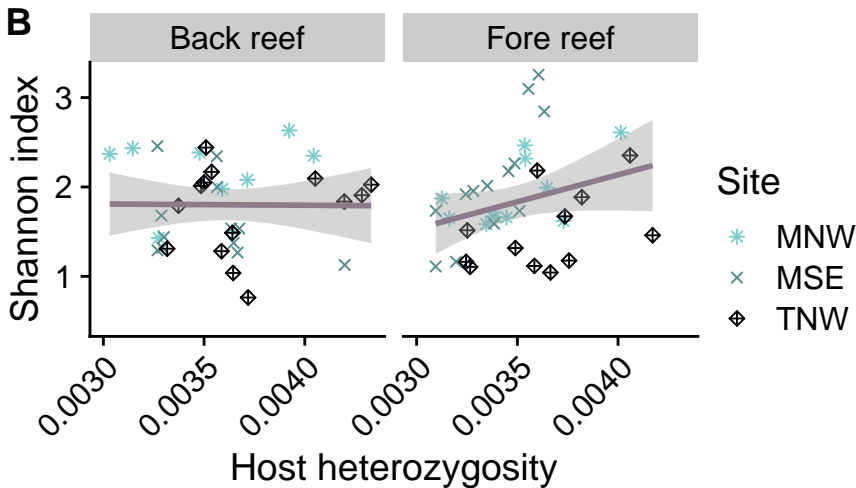 B
Back reef
Fore reef
Shannon index
3
2
1
0.0030
0.0035
0.0040
0.0030
0.0035
0.0040
Host heterozygosity
Site
MNW
MSE
TNW